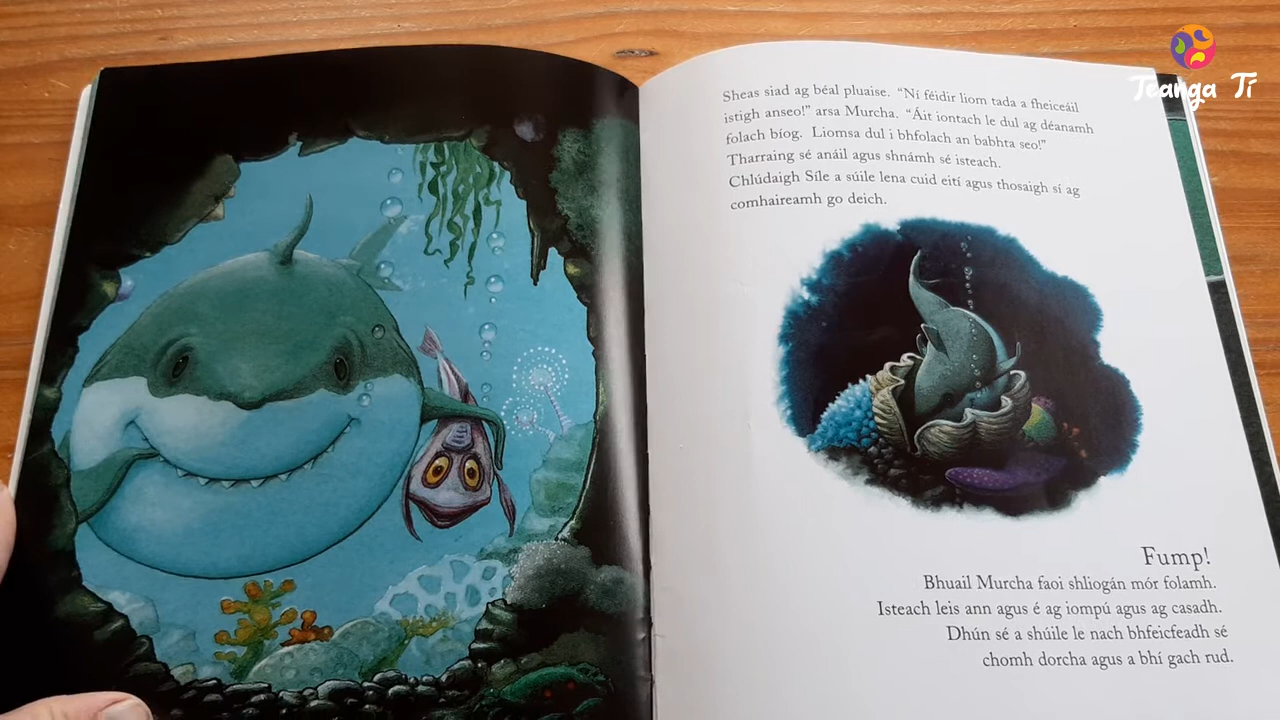 Teanga Tí
Sheas siad ag béal pluaise. “Ní féidir liom tada a fheiceáil
istigh anseo!” arsa Murcha. “Áit iontach le dul ag déanamh
folach bíog. Liomsa dul i bhfolach an babhta seo!”
Tharraing sé anáil agus shnámh sé isteach.
Chlúdaigh Síle a súile lena cuid eití agus thosaigh sí ag
comhaireamh go deich.
Fump!
Bhuail Murcha faoi shliogán mór folamh.
Isteach leis ann agus é ag iompú agus ag casadh.
Dhún sé a shúile le nach bhfeicfeadh sé
chomh dorcha agus a bhí gach rud.